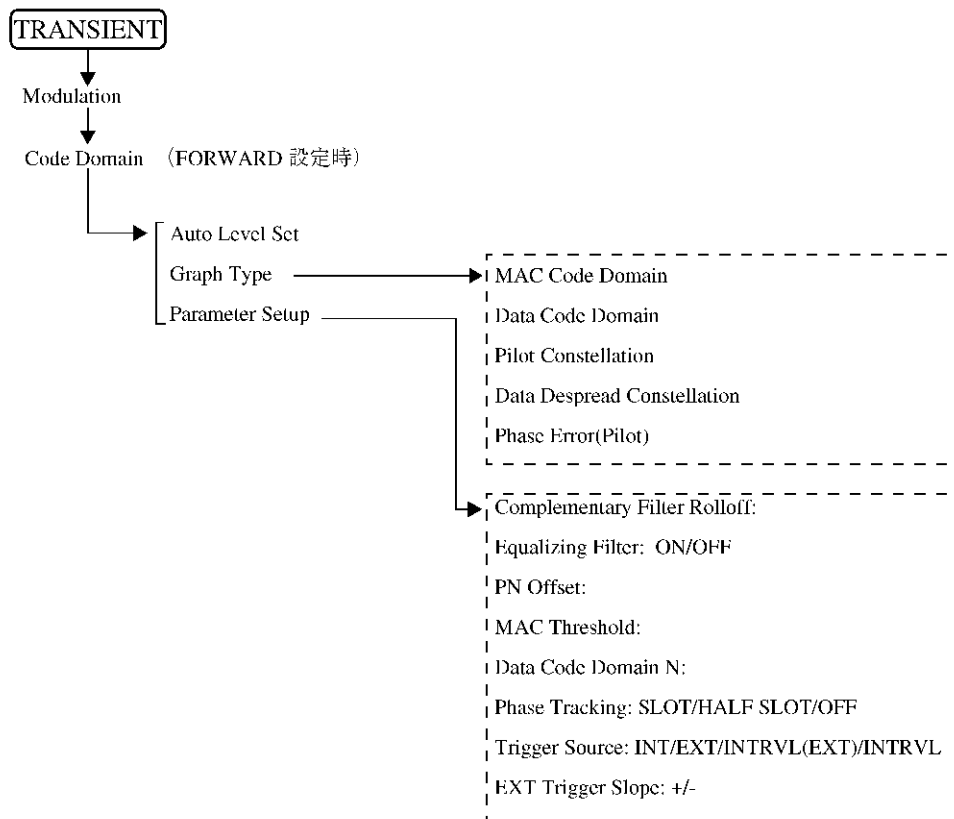 TRANSIENT
Modulation
Code Domain （FORWARD 設定時）
Auto Level Set
Graph Type
Parameter Setup
MAC Code Domain
Data Code Domain
Pilot Constellation
Data Despread Constellation
Phase Error(Pilot)
Complementary Filter Rolloff:
Equalizing Filter: ON/OFF
PN Offset:
MAC Threshold:
Data Code Domain N:
Phase Tracking: SLOT/HALF SLOT/OFF
Trigger Source: INT/EXT/INTRVL(EXT)/INTRVL
EXT Trigger Slope: +/-